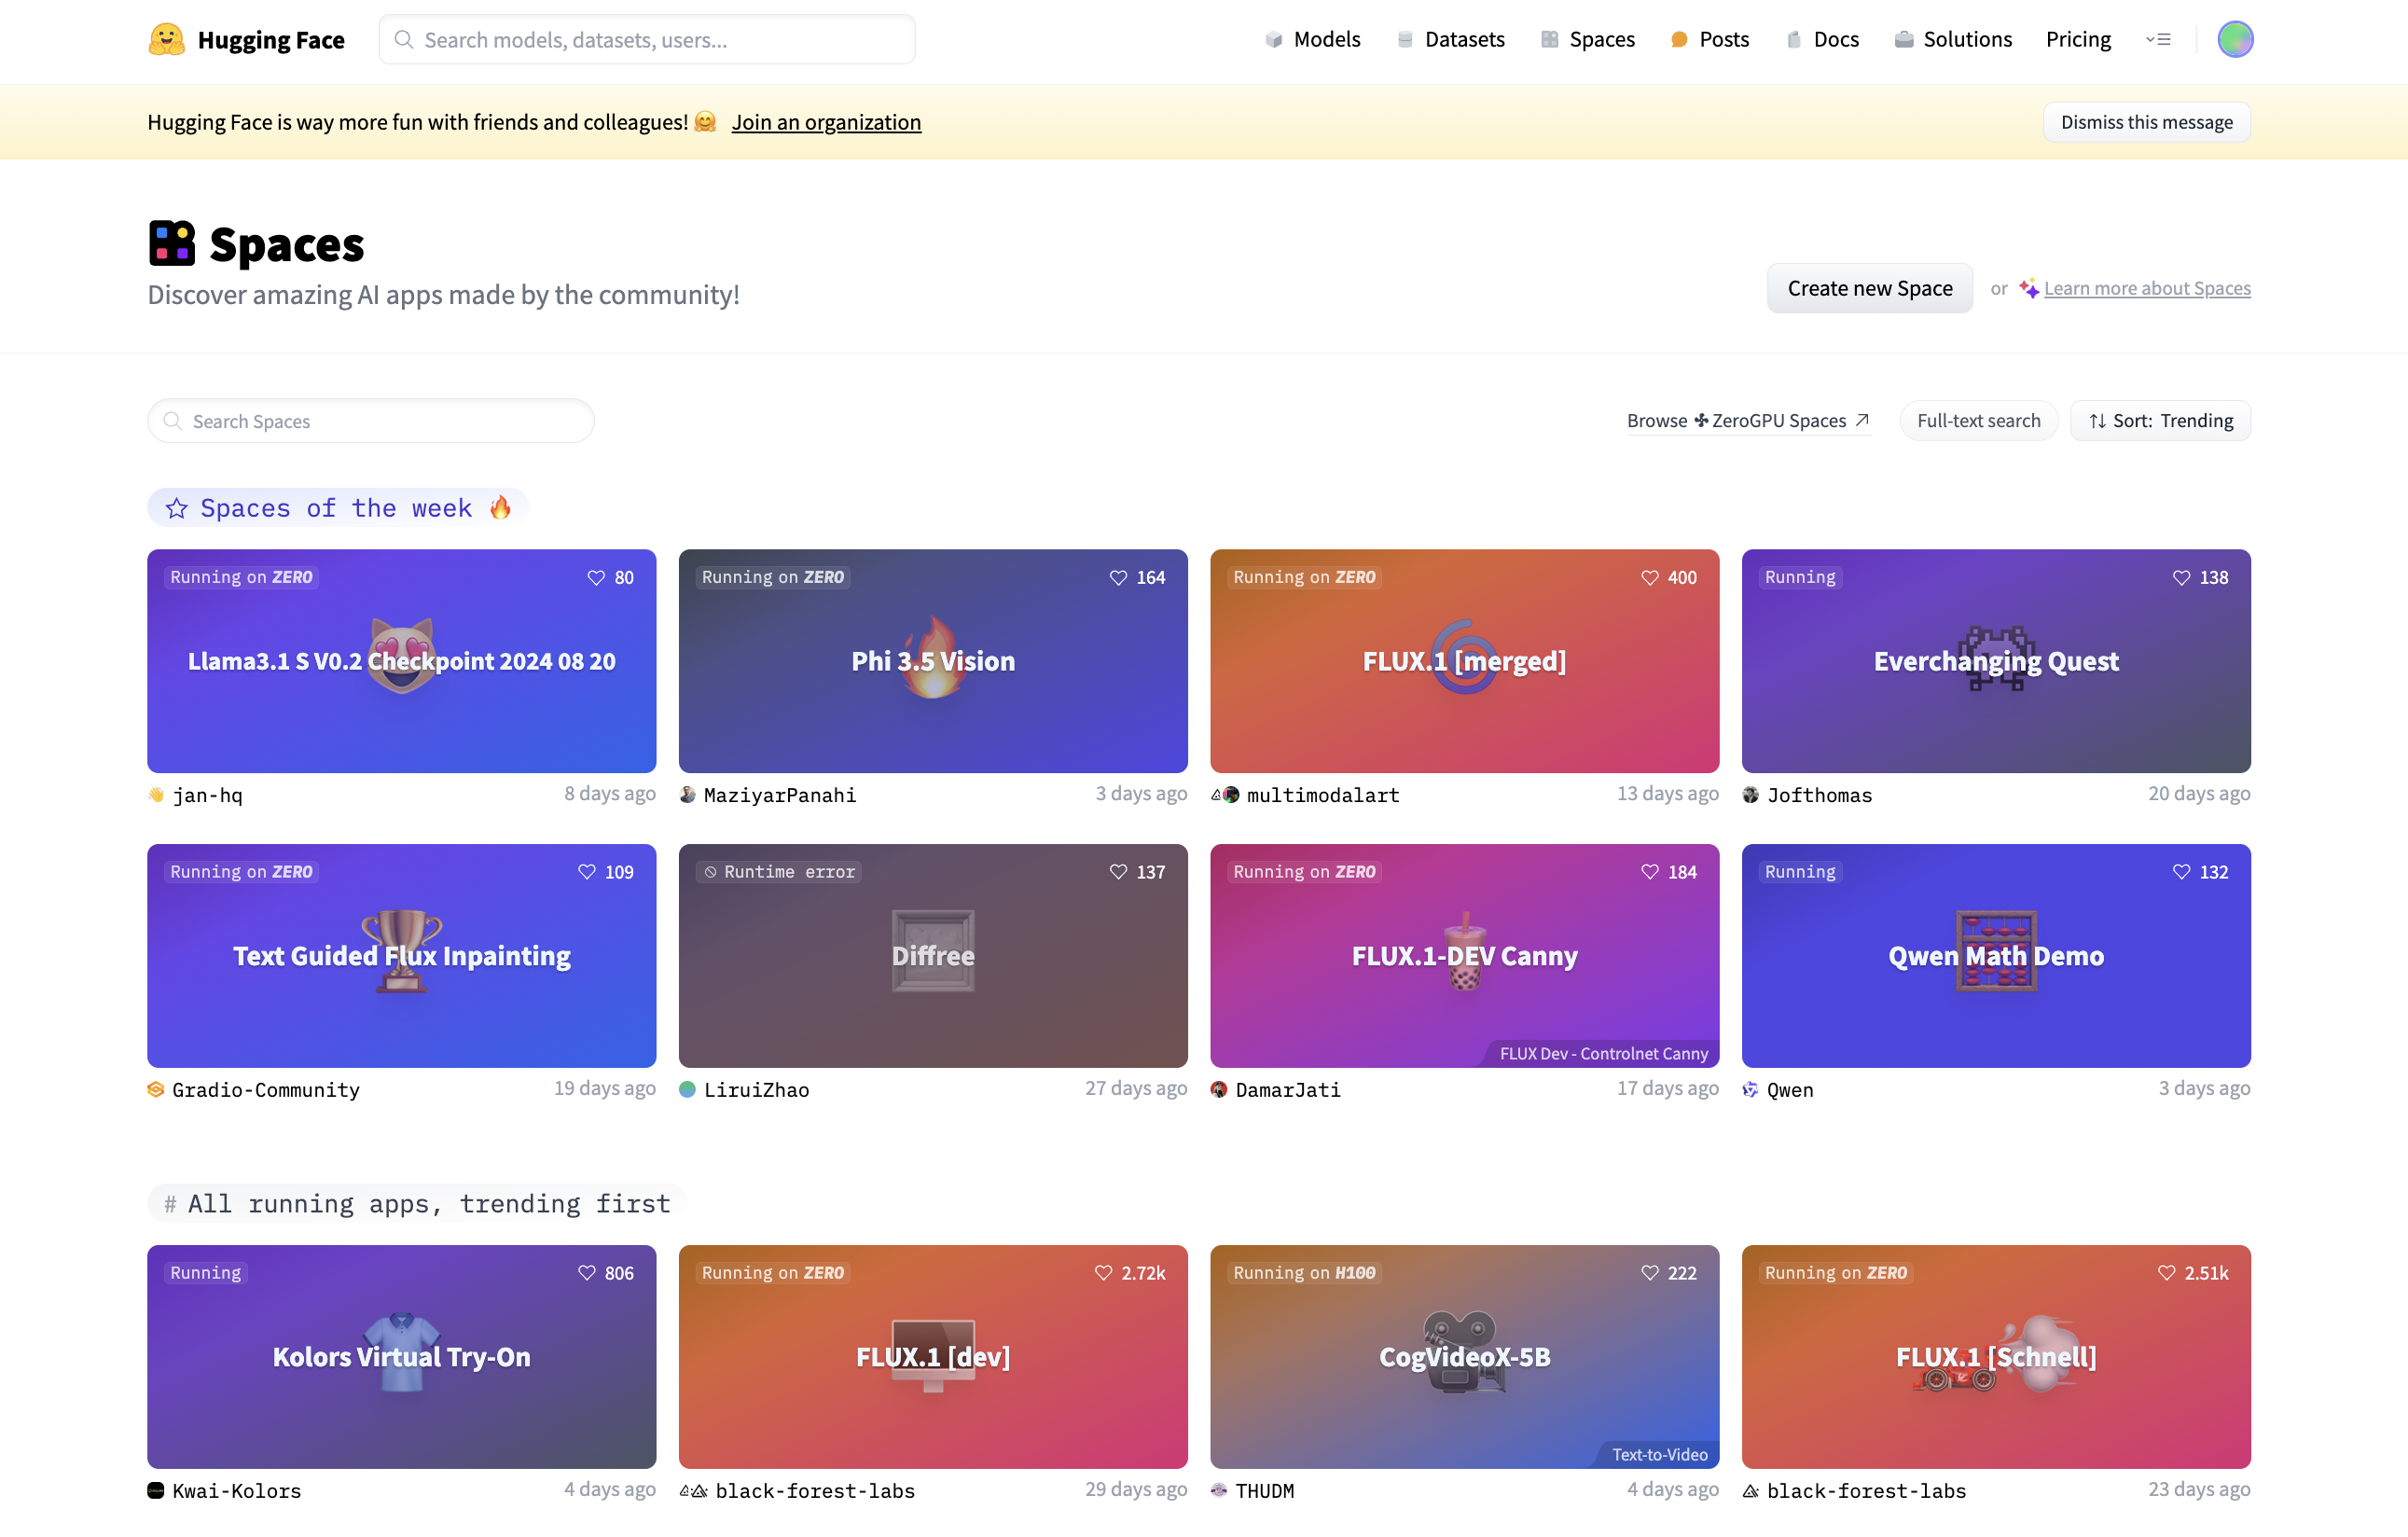 Hugging Face
Search models, datasets, users...
Models
Datasets
Spaces
Posts
Docs
Solutions
Pricing
Hugging Face is way more fun with friends and colleagues! 🤗 Join an organization
Dismiss this message
Spaces
Discover amazing AI apps made by the community!
Create new Space
or Learn more about Spaces
Search Spaces
Browse ZeroGPU Spaces
Full-text search
Sort: Trending
Spaces of the week 🔥
Running on ZERO
80
Llama3.1 S V0.2 Checkpoint 2024 08 20
jan-hq
8 days ago
Running on ZERO
164
Phi 3.5 Vision
MaziyarPanahi
3 days ago
Running on ZERO
400
FLUX.1 [merged]
multimodalart
13 days ago
Running
138
Everchanging Quest
Jofthomas
20 days ago
Running on ZERO
109
Text Guided Flux Inpainting
Gradio-Community
19 days ago
Runtime error
137
Diffree
LiruiZhao
27 days ago
Running on ZERO
184
FLUX.1-DEV Canny
FLUX Dev - Controlnet Canny
DamarJati
17 days ago
Running
132
Qwen Math Demo
Qwen
3 days ago
# All running apps, trending first
Running
806
Kolors Virtual Try-On
Kwai-Kolors
4 days ago
Running on ZERO
2.72k
FLUX.1 [dev]
black-forest-labs
29 days ago
Running on H100
222
CogVideoX-5B
Text-to-Video
THUDM
4 days ago
Running on ZERO
2.51k
FLUX.1 [Schnell]
black-forest-labs
23 days ago